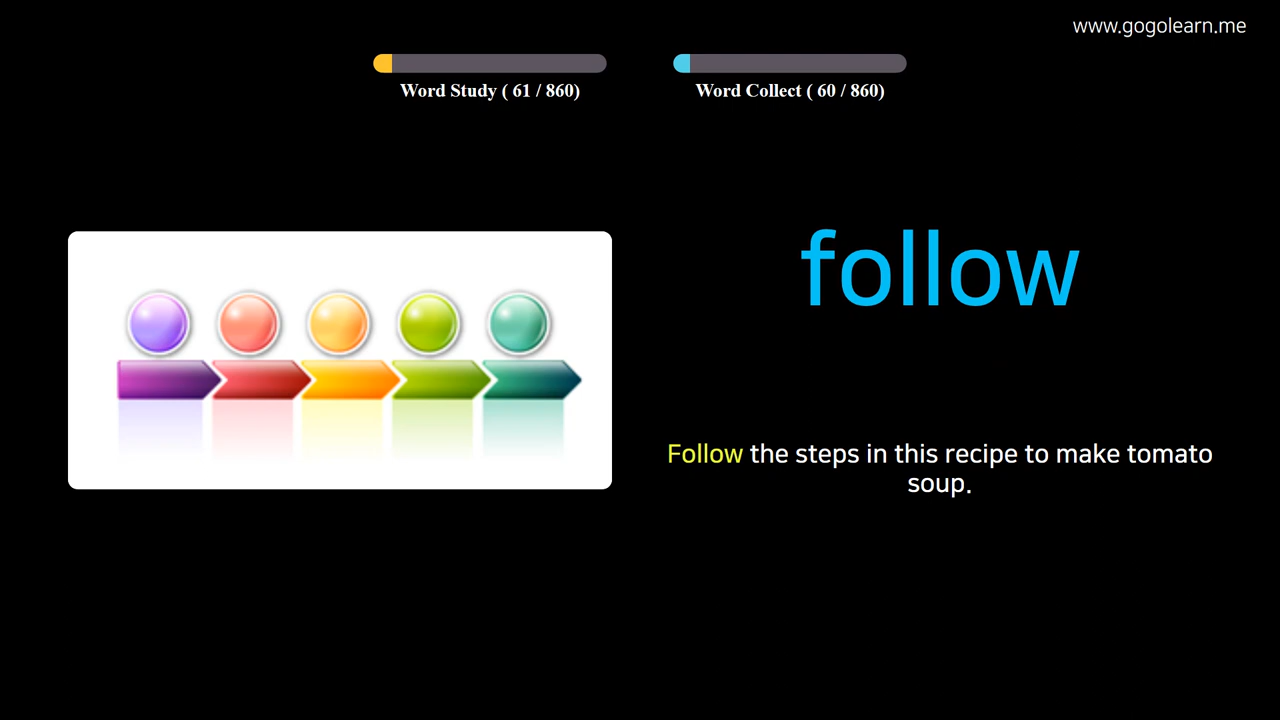 www.gogolearn.me
Word Study ( 61 / 860)
Word Collect ( 60 / 860)
follow
Follow the steps in this recipe to make tomato
soup.